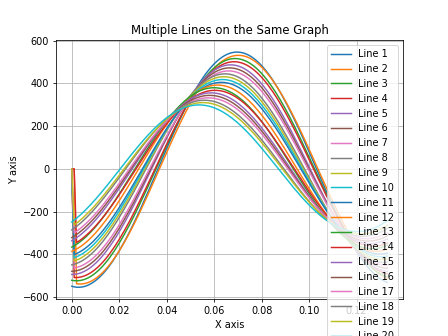 Multiple Lines on the Same Graph
Y axis
600
400
200
0
−200
−400
−600
0.00
0.02
0.04
0.06
0.08
0.10
X axis
Line 1
Line 2
Line 3
Line 4
Line 5
Line 6
Line 7
Line 8
Line 9
Line 10
Line 11
Line 12
Line 13
Line 14
Line 15
Line 16
Line 17
Line 18
Line 19
Line 20